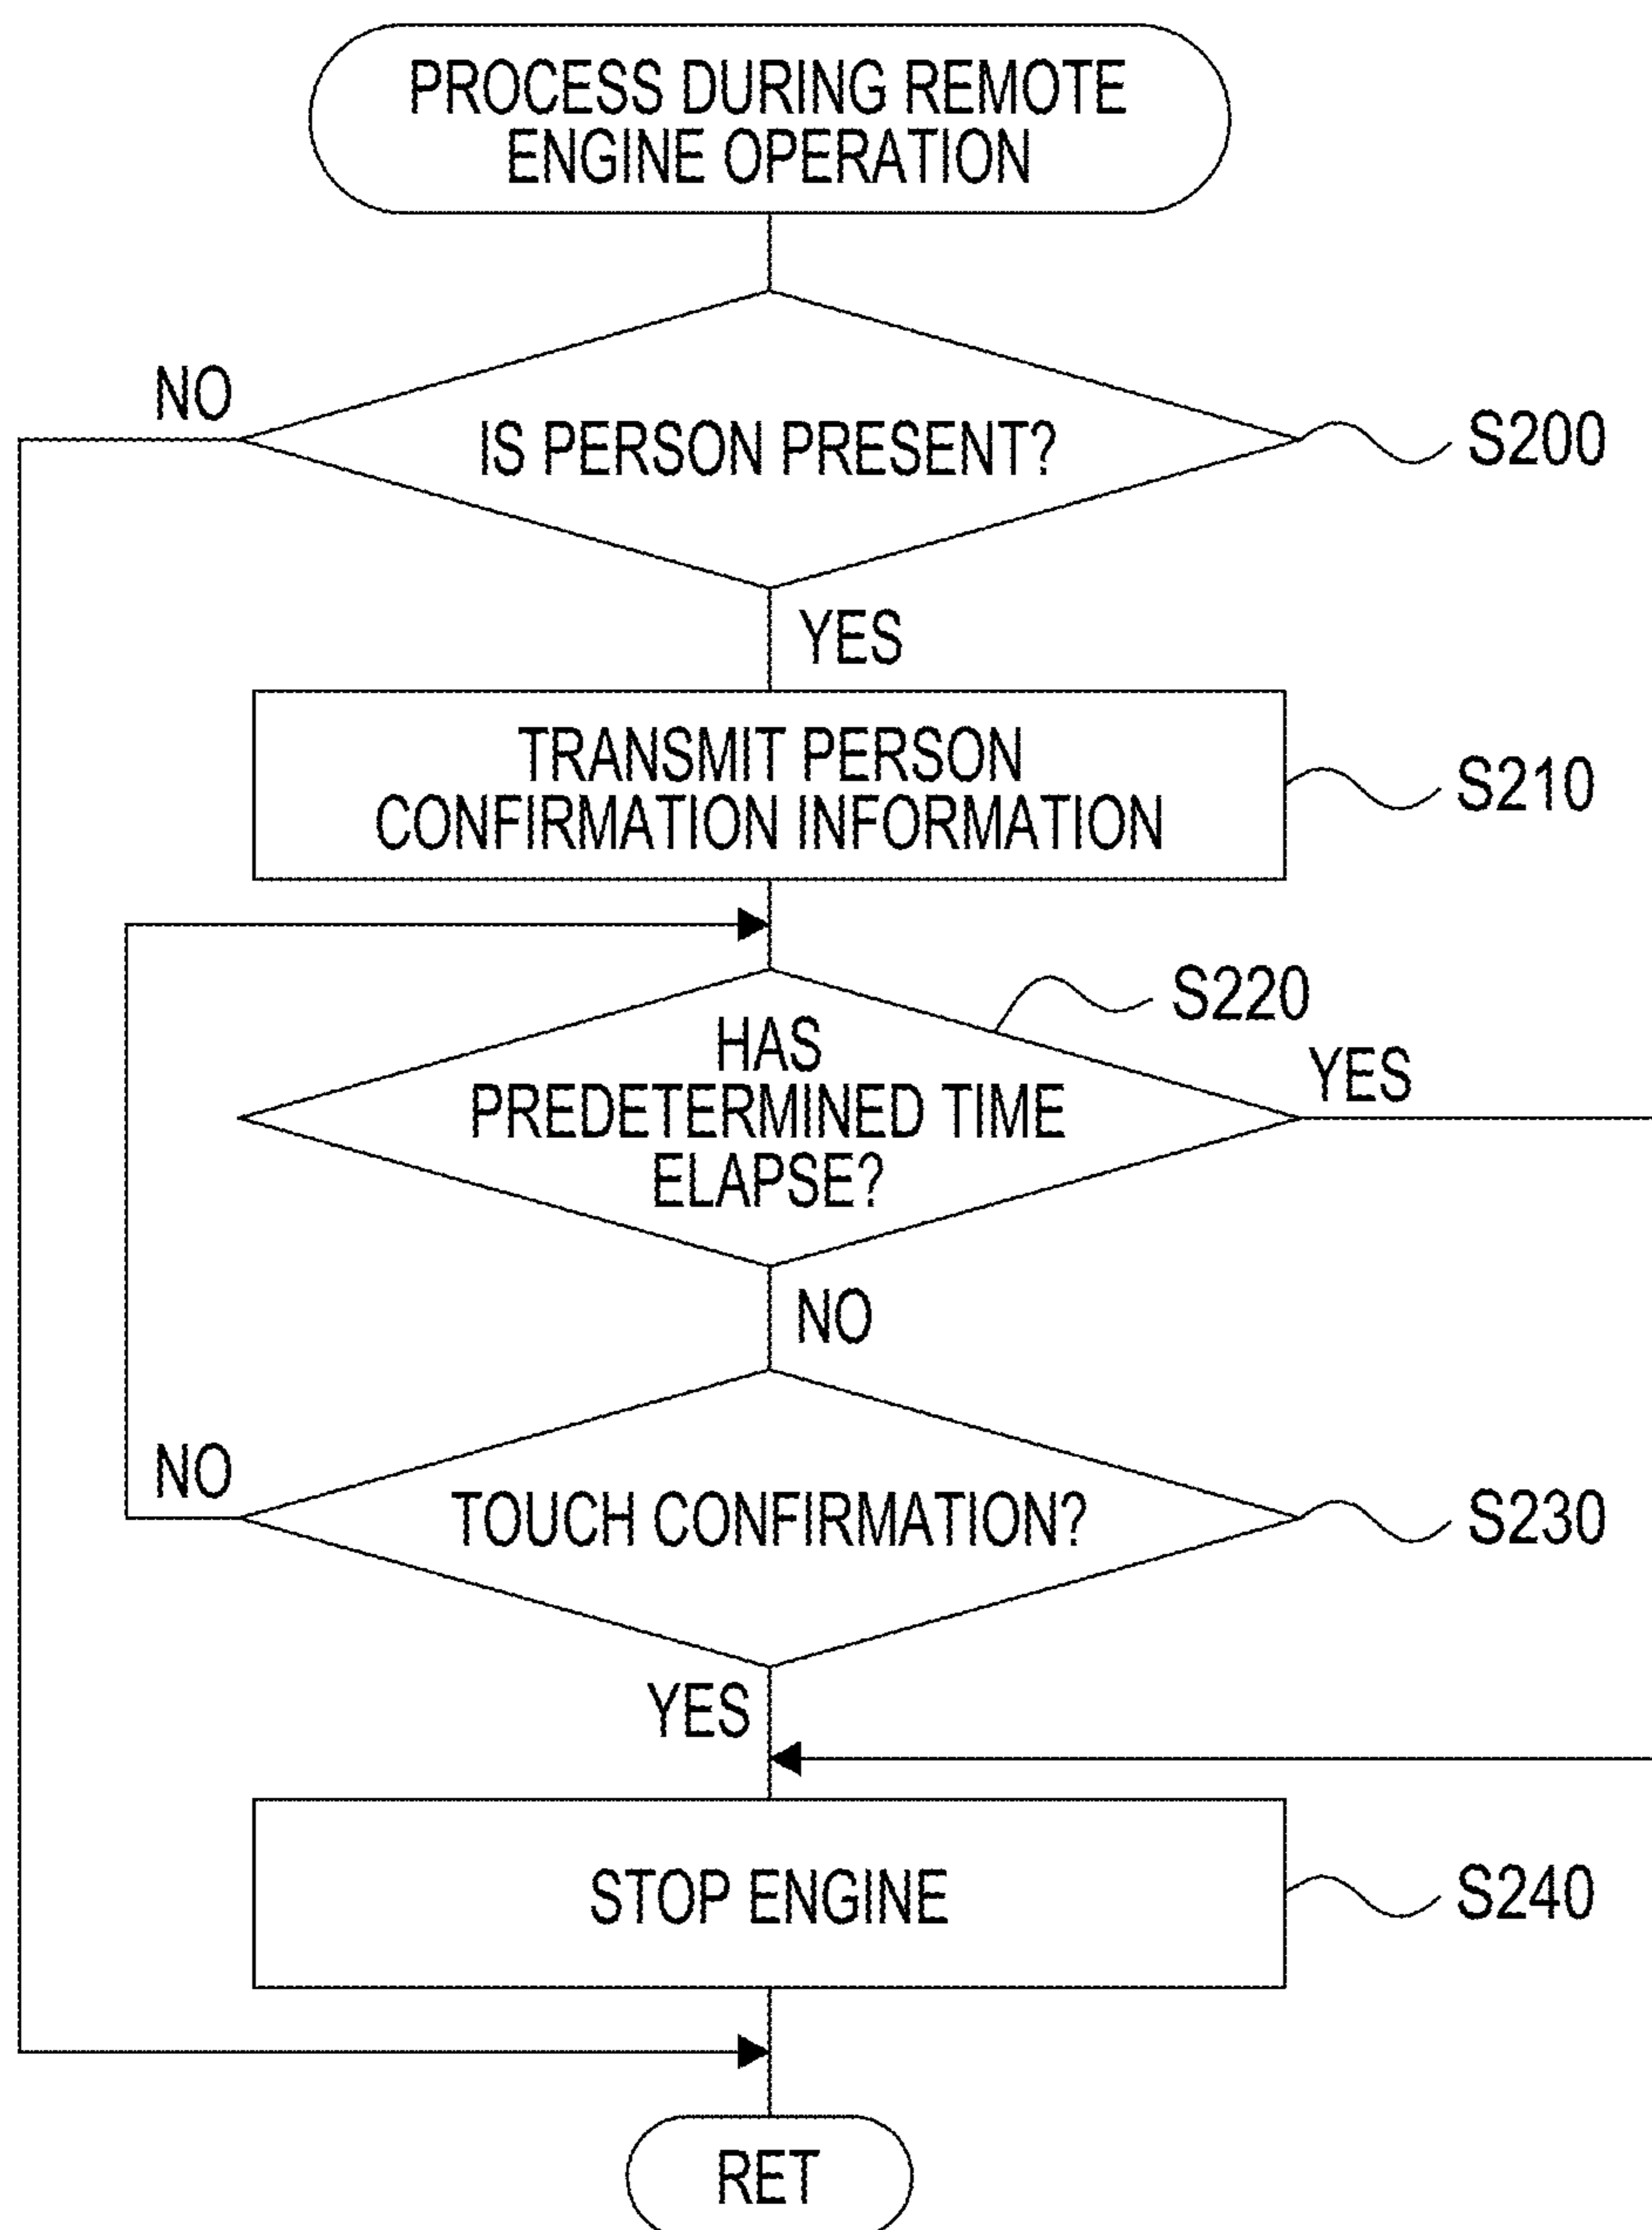 PROCESS DURING REMOTE
ENGINE OPERATION
NO
IS PERSON PRESENT?
S200
YES
TRANSMIT PERSON
CONFIRMATION INFORMATION
S210
S220
HAS
PREDETERMINED TIME
ELAPSE?
YES
NO
NO
TOUCH CONFIRMATION?
S230
YES
STOP ENGINE
S240
RET